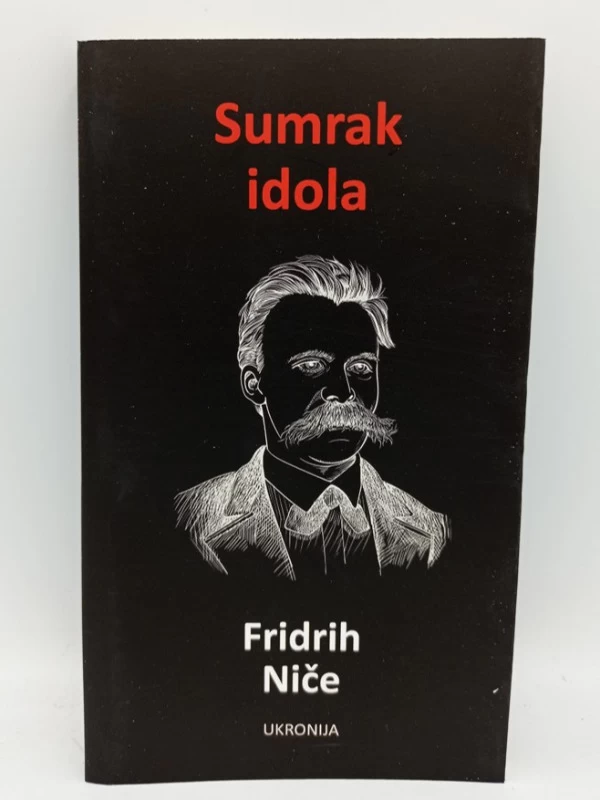 Sumrak
idola
Fridrih
Niče
UKRONIJA